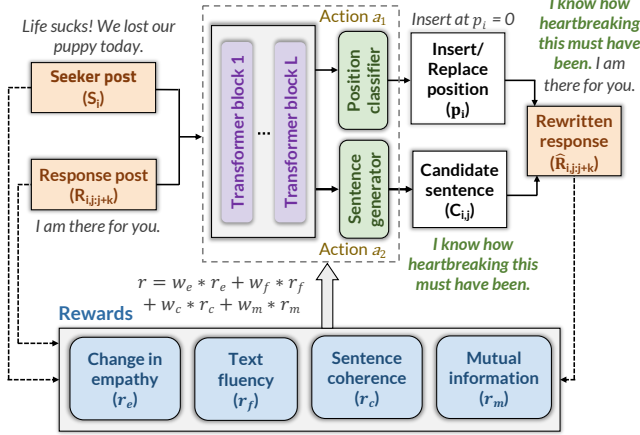 Life sucks! We lost our
puppy today.
Seeker post
(Sᵢ)
Response post
(Rᵢ,ⱼ:ⱼ₊ₖ)
I am there for you.
Transformer block 1
...
Transformer block L
Action a₁
Position
classifier
Sentence
generator
Action a₂
Insert at pᵢ = 0
Insert/
Replace
position
(pᵢ)
Candidate
sentence
(Cᵢ,ⱼ)
I know how
heartbreaking this
must have been.
I know how
heartbreaking
this must have
been. I am
there for you.
Rewritten
response
(R̂ᵢ,ⱼ:ⱼ₊ₖ)
r = wₑ * rₑ + w_f * r_f
+ w_c * r_c + w_m * r_m
Rewards
Change in
empathy
(rₑ)
Text
fluency
(r_f)
Sentence
coherence
(r_c)
Mutual
information
(r_m)